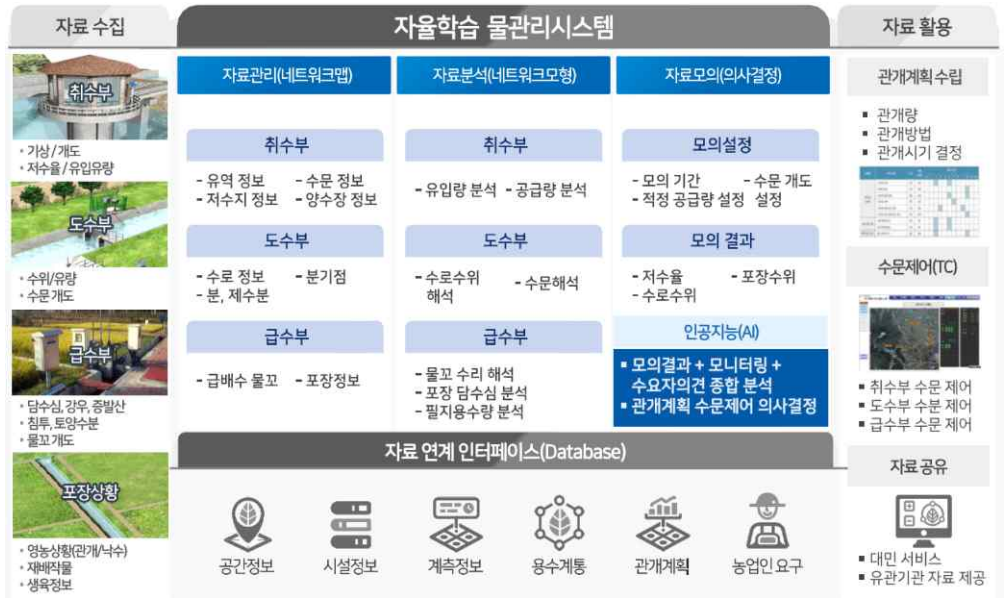 자료 수집
취수부
• 기상/개도
• 저수율/유입유량
도수부
• 수위/유량
• 수문개도
급수부
• 담수심, 강우, 증발산
• 침투, 토양수분
• 물꼬개도
포장상황
• 영농상황(관개/낙수)
• 재배작물
• 생육정보
자율학습 물관리시스템
자료관리(네트워크맵)
취수부
- 유역 정보 - 수문 정보
- 저수지 정보 - 양수장 정보
도수부
- 수로 정보 - 분기점
- 분, 제수분
급수부
- 급배수 물꼬 - 포장정보
자료분석(네트워크모형)
취수부
- 유입량 분석 - 공급량 분석
도수부
- 수로수위 - 수문해석
해석
급수부
- 물꼬 수리 해석
- 포장 담수심 분석
- 필지용수량 분석
자료모의(의사결정)
모의설정
- 모의 기간 - 수문 개도
- 적정 공급량 설정 설정
모의 결과
- 저수율 - 포장수위
- 수로수위
인공지능(AI)
▪ 모의결과 + 모니터링 +
수요자의견 종합 분석
▪ 관개계획 수문제어 의사결정
자료 연계 인터페이스(Database)
공간정보
시설정보
계측정보
용수계통
관개계획
농업인 요구
자료 활용
관개계획 수립
▪ 관개량
▪ 관개방법
▪ 관개시기 결정
수문제어(TC)
▪ 취수부 수문 제어
▪ 도수부 수분 제어
▪ 급수부 수문 제어
자료 공유
▪ 대민 서비스
▪ 유관기관 자료 제공